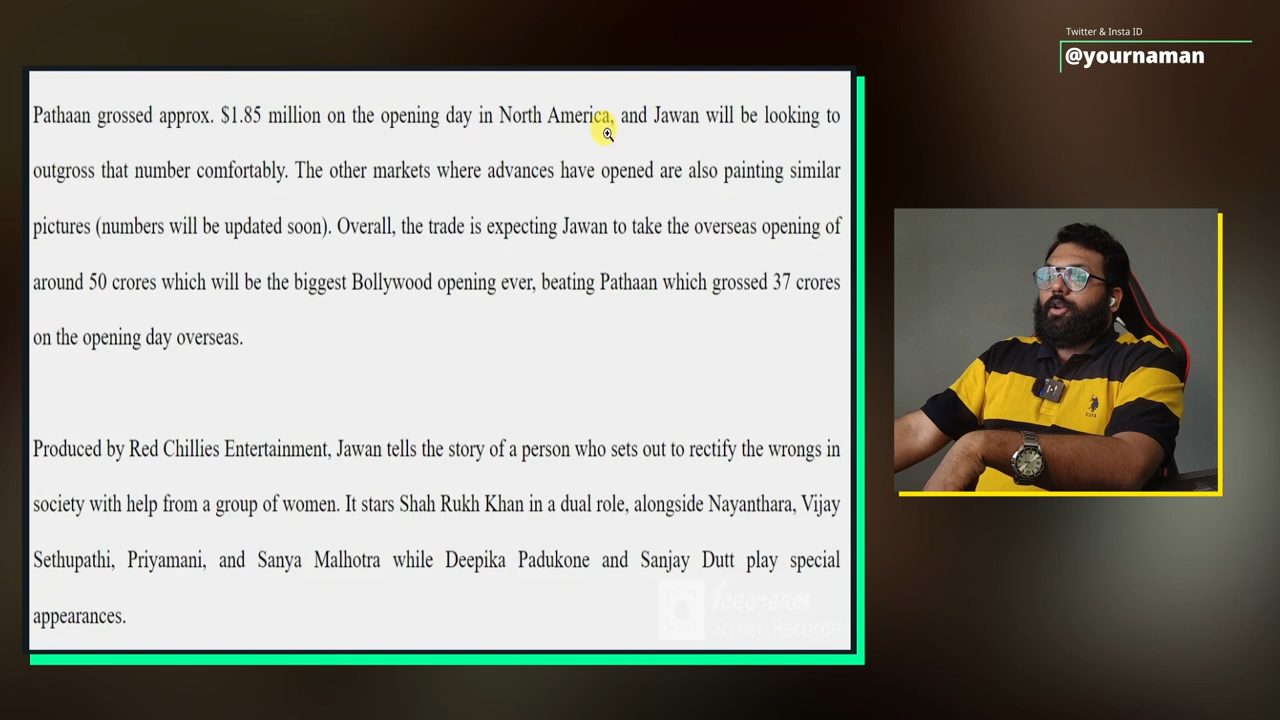 Twitter & Insta ID
@yournaman
Pathaan grossed approx. $1.85 million on the opening day in North America, and Jawan will be looking to
outgross that number comfortably. The other markets where advances have opened are also painting similar
pictures (numbers will be updated soon). Overall, the trade is expecting Jawan to take the overseas opening of
around 50 crores which will be the biggest Bollywood opening ever, beating Pathaan which grossed 37 crores
on the opening day overseas.
Produced by Red Chillies Entertainment, Jawan tells the story of a person who sets out to rectify the wrongs in
society with help from a group of women. It stars Shah Rukh Khan in a dual role, alongside Nayanthara, Vijay
Sethupathi, Priyamani, and Sanya Malhotra while Deepika Padukone and Sanjay Dutt play special
appearances.
Icecream
Screen Recorder